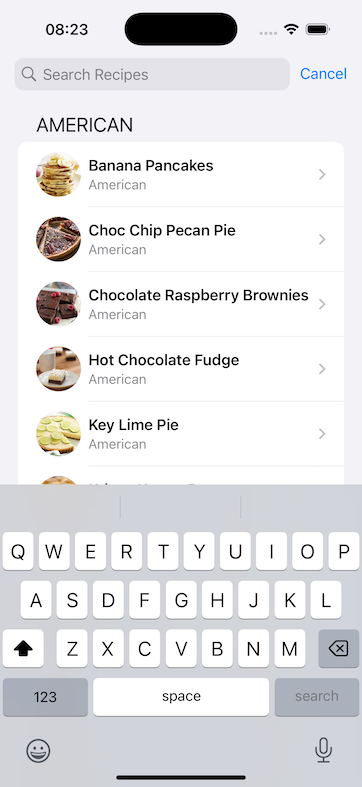 08:23
Search Recipes
Cancel
AMERICAN
Banana Pancakes
American
Choc Chip Pecan Pie
American
Chocolate Raspberry Brownies
American
Hot Chocolate Fudge
American
Key Lime Pie
American
Q W E R T Y U I O P
A S D F G H J K L
Z X C V B N M
123 space search